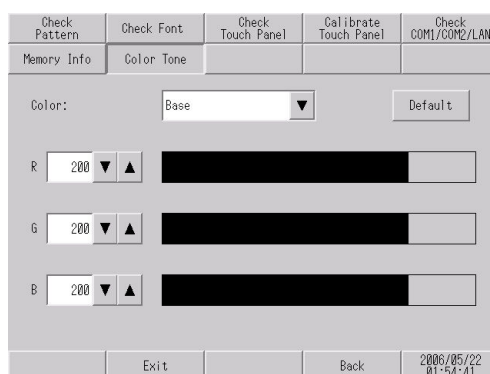 Check Pattern
Check Font
Check Touch Panel
Calibrate Touch Panel
Check COM1/COM2/LAN
Memory Info
Color Tone
Color:
Base
▼
Default
R 200 ▼ ▲
G 200 ▼ ▲
B 200 ▼ ▲
Exit
Back
2006/05/22
01:54:41